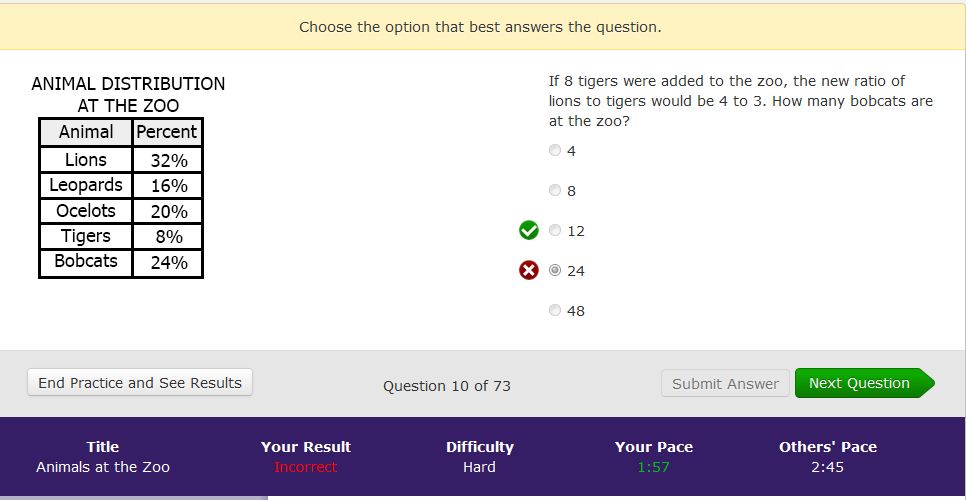 Choose the option that best answers the question.
ANIMAL DISTRIBUTION
AT THE ZOO
Animal Percent
Lions 32%
Leopards 16%
Ocelots 20%
Tigers 8%
Bobcats 24%
If 8 tigers were added to the zoo, the new ratio of
lions to tigers would be 4 to 3. How many bobcats are
at the zoo?
4
8
12
24
48
End Practice and See Results
Question 10 of 73
Submit Answer
Next Question
Title Your Result Difficulty Your Pace Others' Pace
Animals at the Zoo Incorrect Hard 1:57 2:45